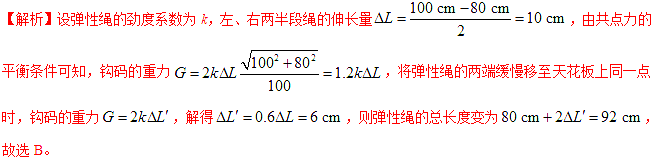 【解析】设弹性绳的劲度系数为 k，左、右两半段绳的伸长量 $\Delta L = \frac{100\ \text{cm} - 80\ \text{cm}}{2} = 10\ \text{cm}$，由共点力的
平衡条件可知，钩码的重力 $G = 2k\Delta L \frac{\sqrt{100^2 + 80^2}}{100} = 1.2k\Delta L$，将弹性绳的两端缓慢移至天花板上同一点
时，钩码的重力 $G = 2k\Delta L'$，解得 $\Delta L' = 0.6\Delta L = 6\ \text{cm}$，则弹性绳的总长度变为 $80\ \text{cm} + 2\Delta L' = 92\ \text{cm}$，
故选 B。